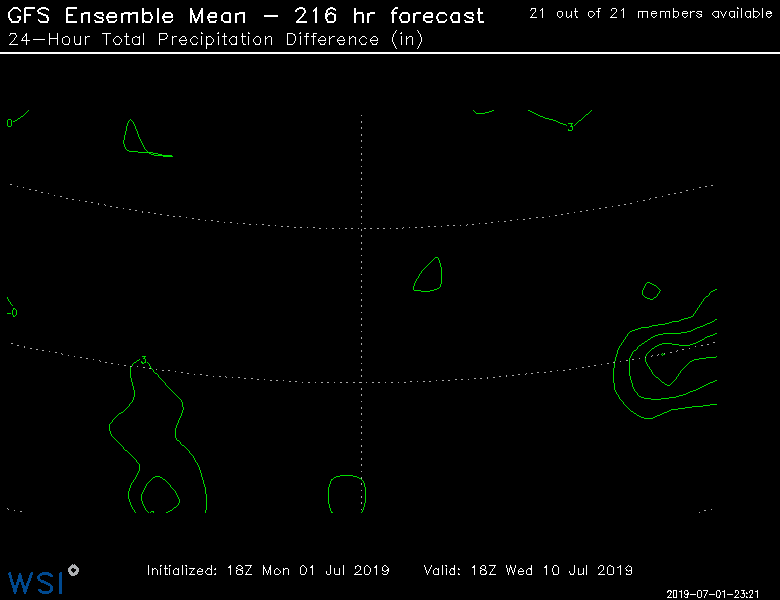 GFS Ensemble Mean – 216 hr forecast
21 out of 21 members available
24–Hour Total Precipitation Difference (in)
0
3
-0
3
Initialized: 18Z Mon 01 Jul 2019
Valid: 18Z Wed 10 Jul 2019
WSI
2019-07-01-23:21